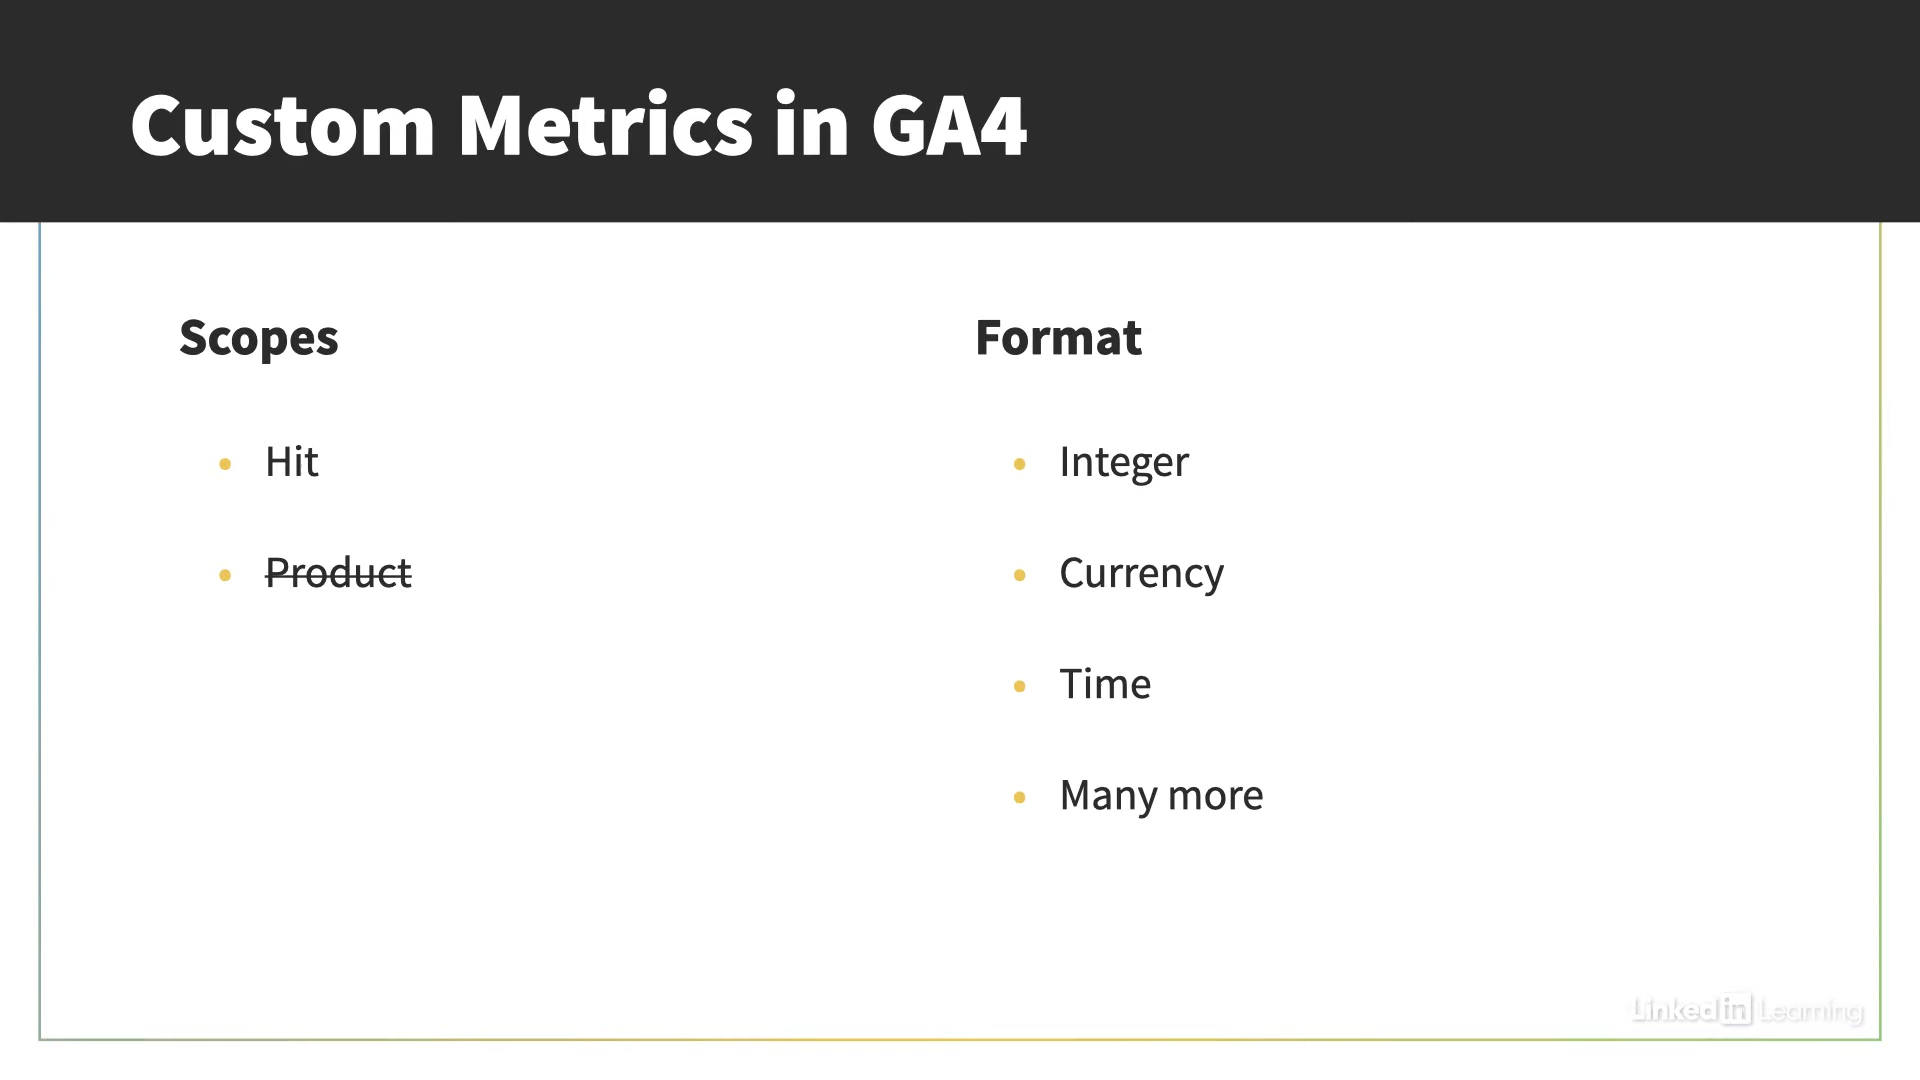 Custom Metrics in GA4
Scopes
• Hit
• Product
Format
• Integer
• Currency
• Time
• Many more
LinkedIn Learning